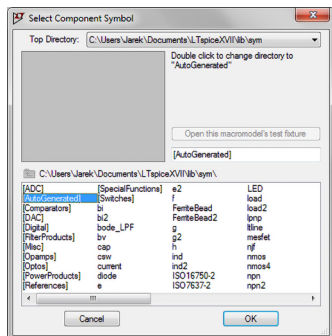 Select Component Symbol
Top Directory: C:\Users\Jarek\Documents\LTspiceXVII\lib\sym
Double click to change directory to
"AutoGenerated"
Open this macromodel's test fixture
[AutoGenerated]
C:\Users\Jarek\Documents\LTspiceXVII\lib\sym\
[ADC] [SpecialFunctions] e2 LED
[AutoGenerated] [Switches] f load
[Comparators] bi FerriteBead load2
[DAC] bi2 FerriteBead2 lpnp
[Digital] bode_LPF g ltline
[FilterProducts] bv g2 mesfet
[Misc] cap h njf
[Opamps] csw ind nmos
[Optos] current ind2 nmos4
[PowerProducts] diode ISO16750-2 npn
[References] e ISO7637-2 npn2
Cancel OK